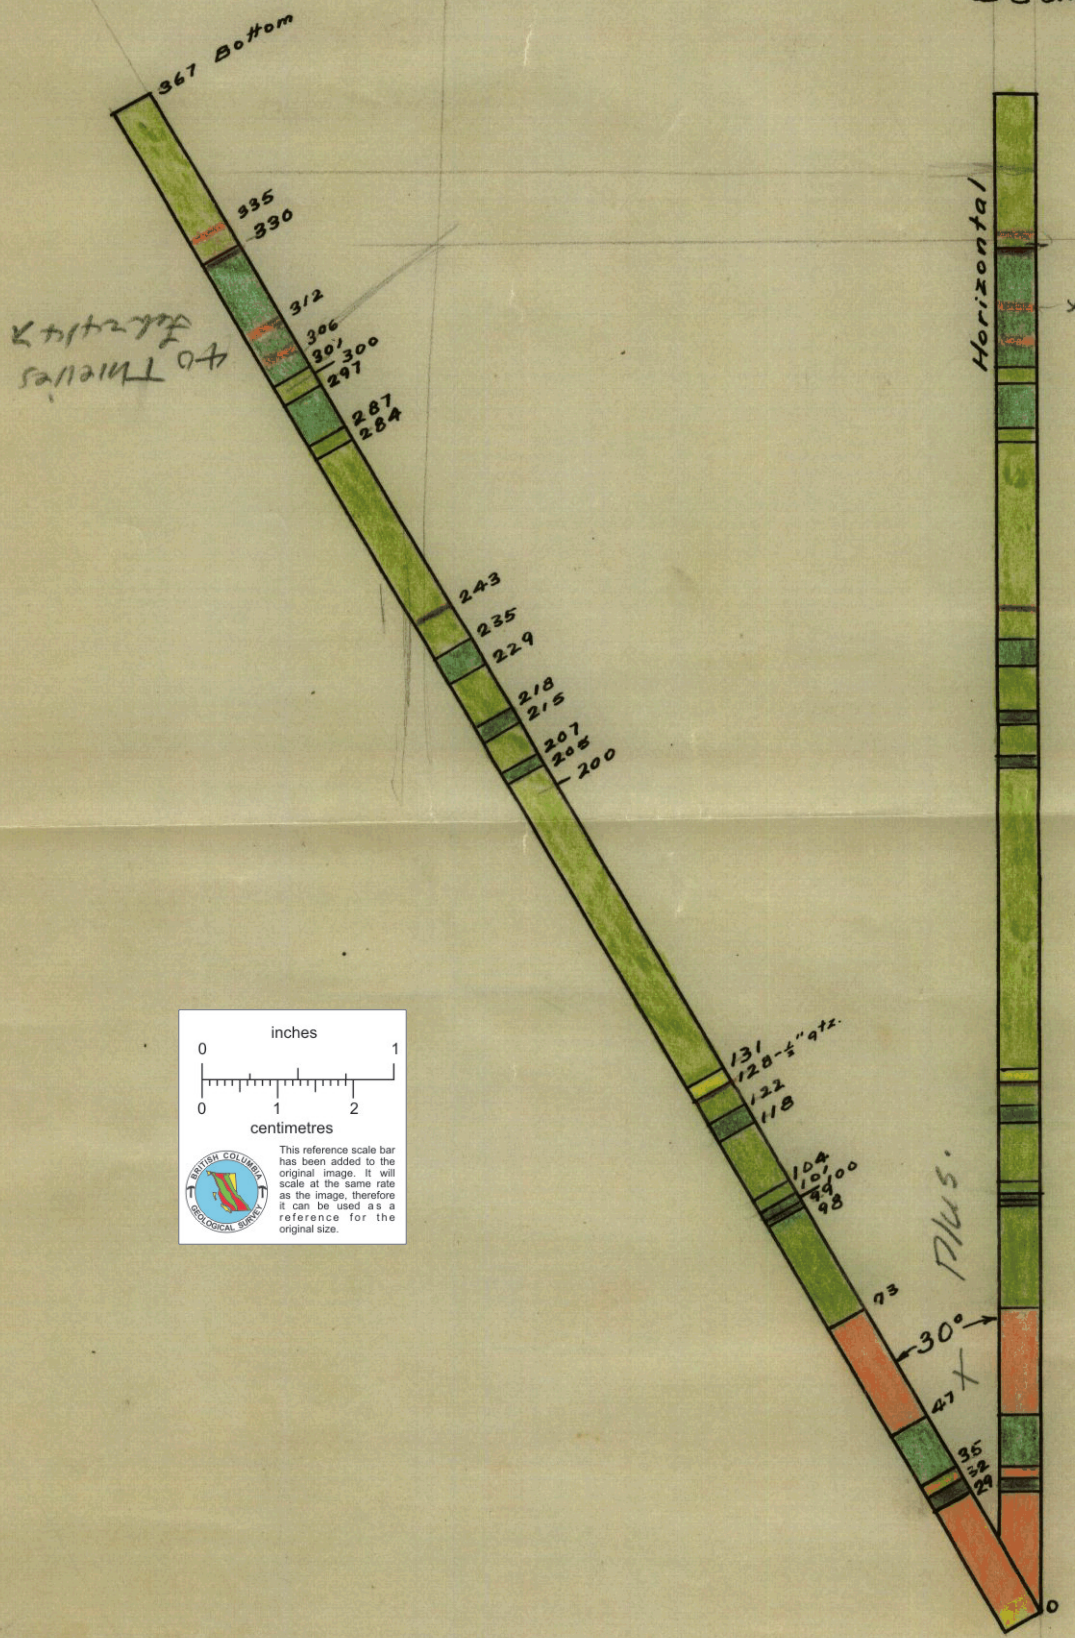 367 Bottom
335
330
Horizontal
312
306
301
300
297
40 Thieves
287
284
243
235
229
218
215
207
205
200
131
128-½" qtz.
122
118
104
101
100
99
98
Plus.
73
30°
X
47
35
32
29
0
inches
0 1
0 1 2
centimetres
BRITISH COLUMBIA
GEOLOGICAL SURVEY
This reference scale bar
has been added to the
original image. It will
scale at the same rate
as the image, therefore
it can be used as a
reference for the
original size.